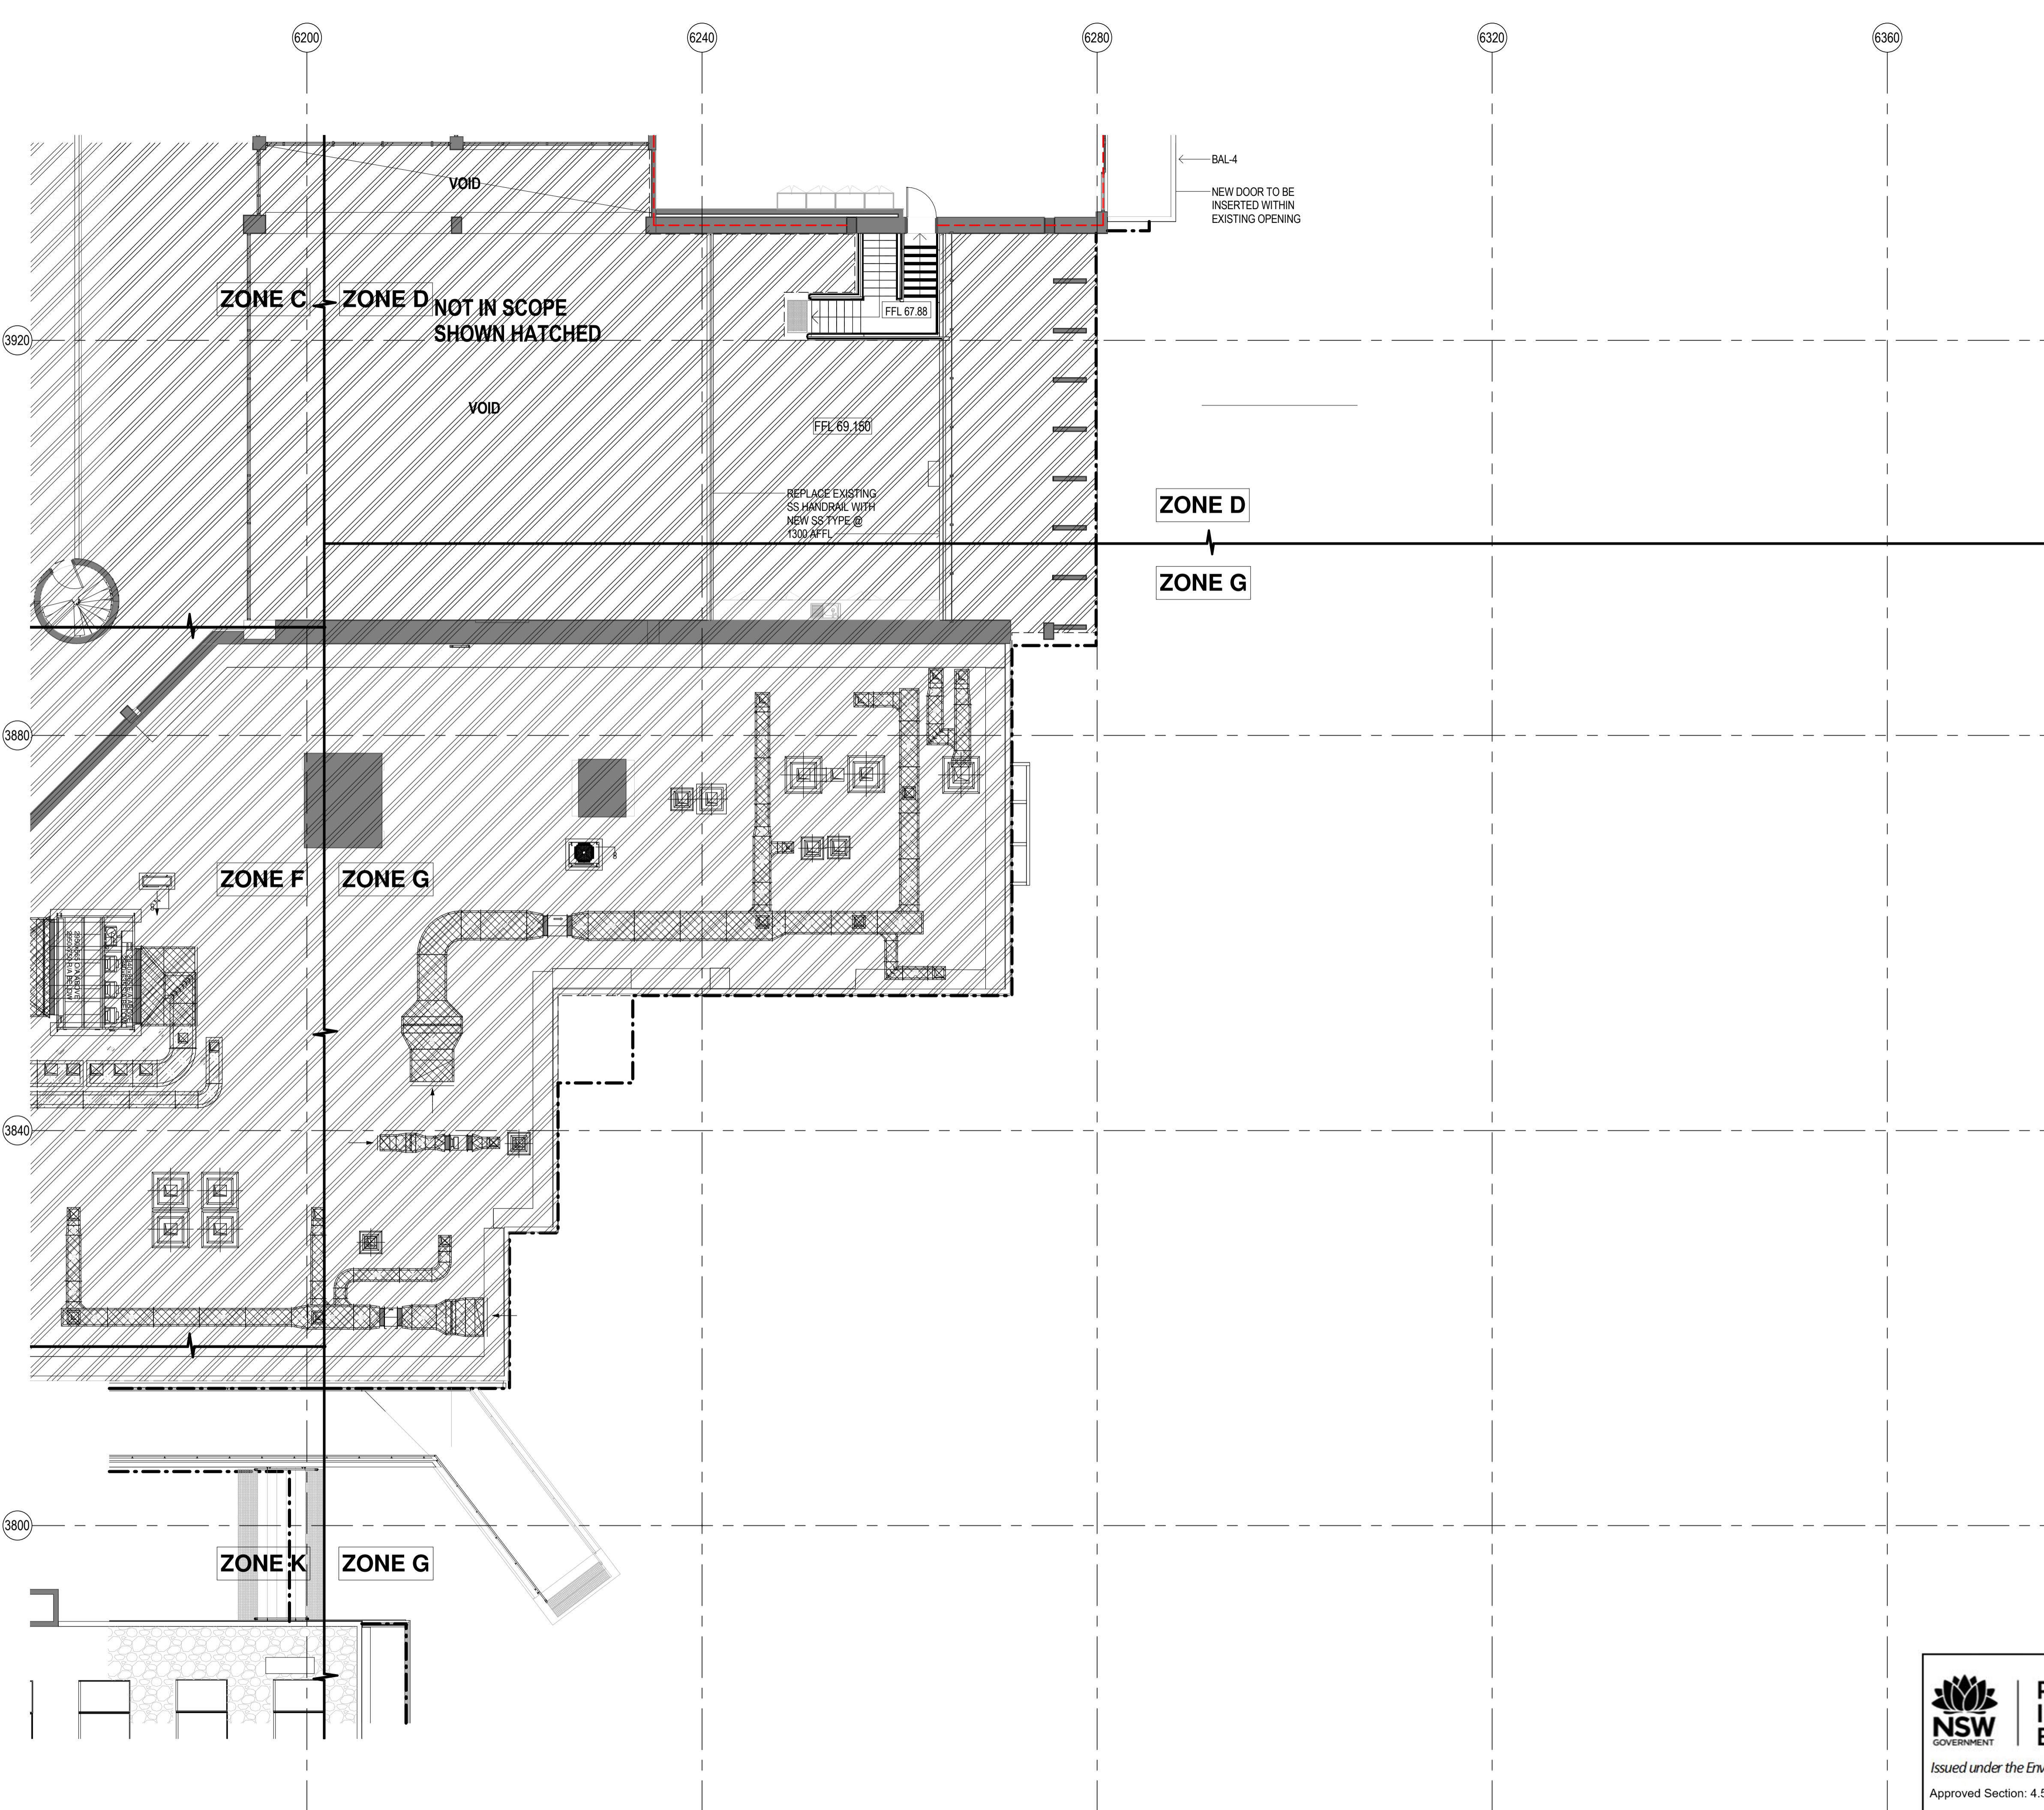 6200
6240
6280
6320
6360
BAL-4
VOID
NEW DOOR TO BE
INSERTED WITHIN
EXISTING OPENING
ZONE C
ZONE D
NOT IN SCOPE
SHOWN HATCHED
FFL 67.88
3920
VOID
FFL 69.150
REPLACE EXISTING
SS HANDRAIL WITH
NEW SS TYPE @
1300 AFFL
ZONE D
ZONE G
3880
ZONE F
ZONE G
3840
3800
ZONE K
ZONE G
NSW
GOVERNMENT
Issued under the Env
Approved Section: 4.5